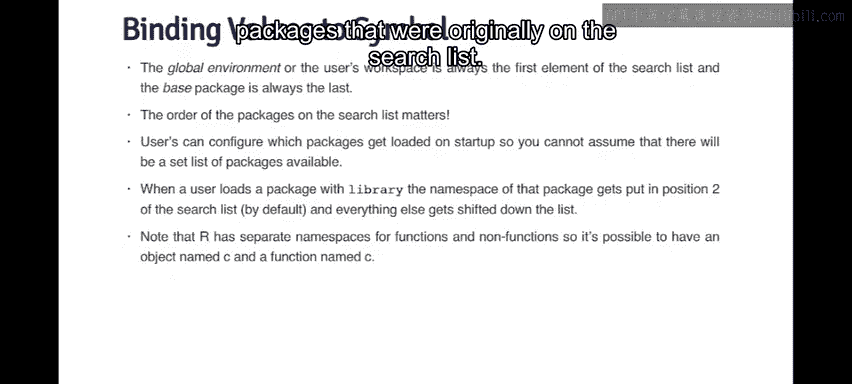 Binding Values to Symbol
packages that were originally on the
search list.
· The global environment or the user's workspace is always the first element of the search list and
the base package is always the last.
· The order of the packages on the search list matters!
· User's can configure which packages get loaded on startup so you cannot assume that there will
be a set list of packages available.
· When a user loads a package with library the namespace of that package gets put in position 2
of the search list (by default) and everything else gets shifted down the list.
· Note that R has separate namespaces for functions and non-functions so it's possible to have an
object named c and a function named c.